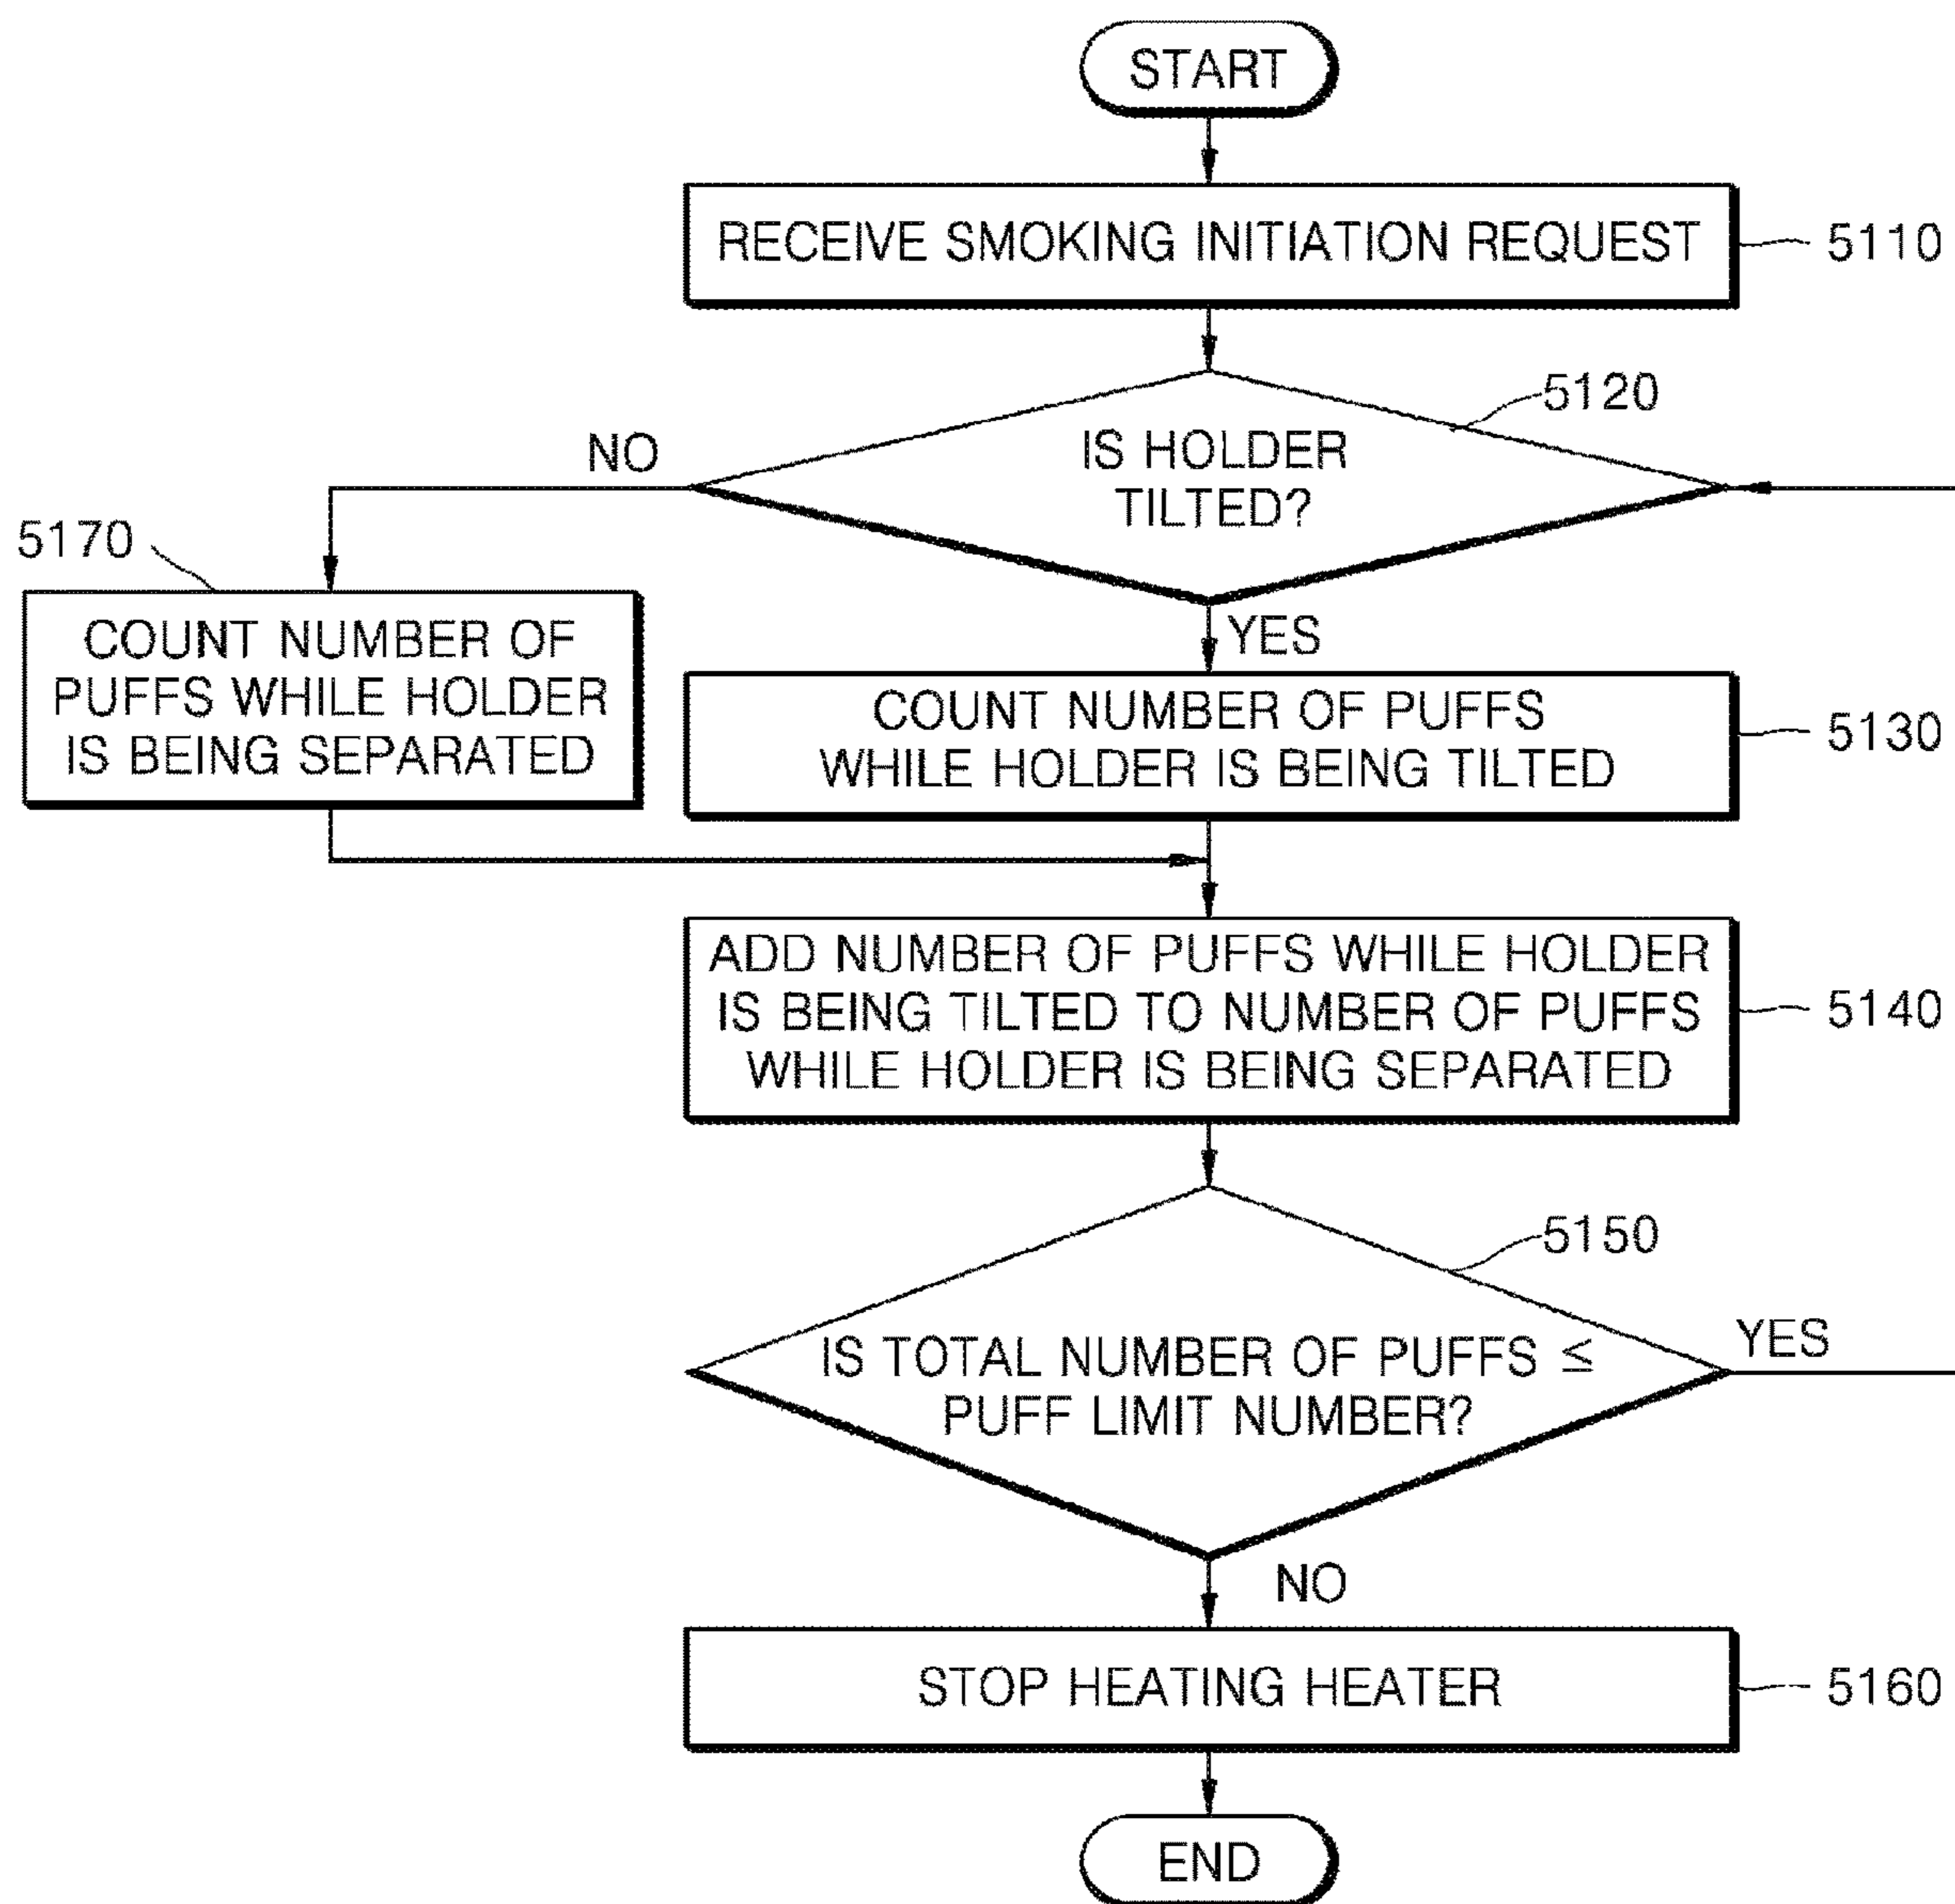 START
RECEIVE SMOKING INITIATION REQUEST
5110
5120
IS HOLDER
TILTED?
NO
YES
5170
COUNT NUMBER OF
PUFFS WHILE HOLDER
IS BEING SEPARATED
COUNT NUMBER OF PUFFS
WHILE HOLDER IS BEING TILTED
5130
ADD NUMBER OF PUFFS WHILE HOLDER
IS BEING TILTED TO NUMBER OF PUFFS
WHILE HOLDER IS BEING SEPARATED
5140
5150
IS TOTAL NUMBER OF PUFFS ≤
PUFF LIMIT NUMBER?
YES
NO
STOP HEATING HEATER
5160
END